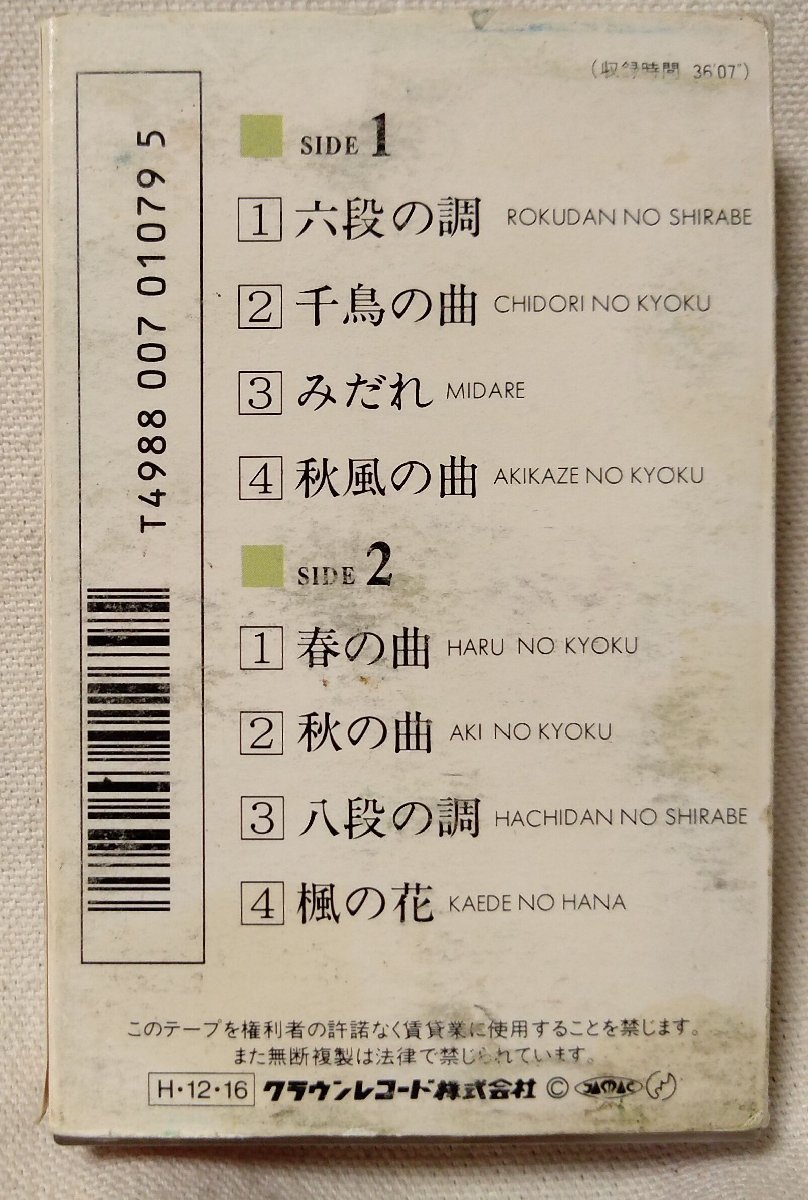 (収録時間 36'07")
SIDE 1
1 六段の調 ROKUDAN NO SHIRABE
2 千鳥の曲 CHIDORI NO KYOKU
3 みだれ MIDARE
4 秋風の曲 AKIKAZE NO KYOKU
SIDE 2
1 春の曲 HARU NO KYOKU
2 秋の曲 AKI NO KYOKU
3 八段の調 HACHIDAN NO SHIRABE
4 楓の花 KAEDE NO HANA
T4988 007 01079 5
このテープを権利者の許諾なく賃貸業に使用することを禁じます。
また無断複製は法律で禁じられています。
H・12・16 クラウンレコード株式会社 © JASRAC